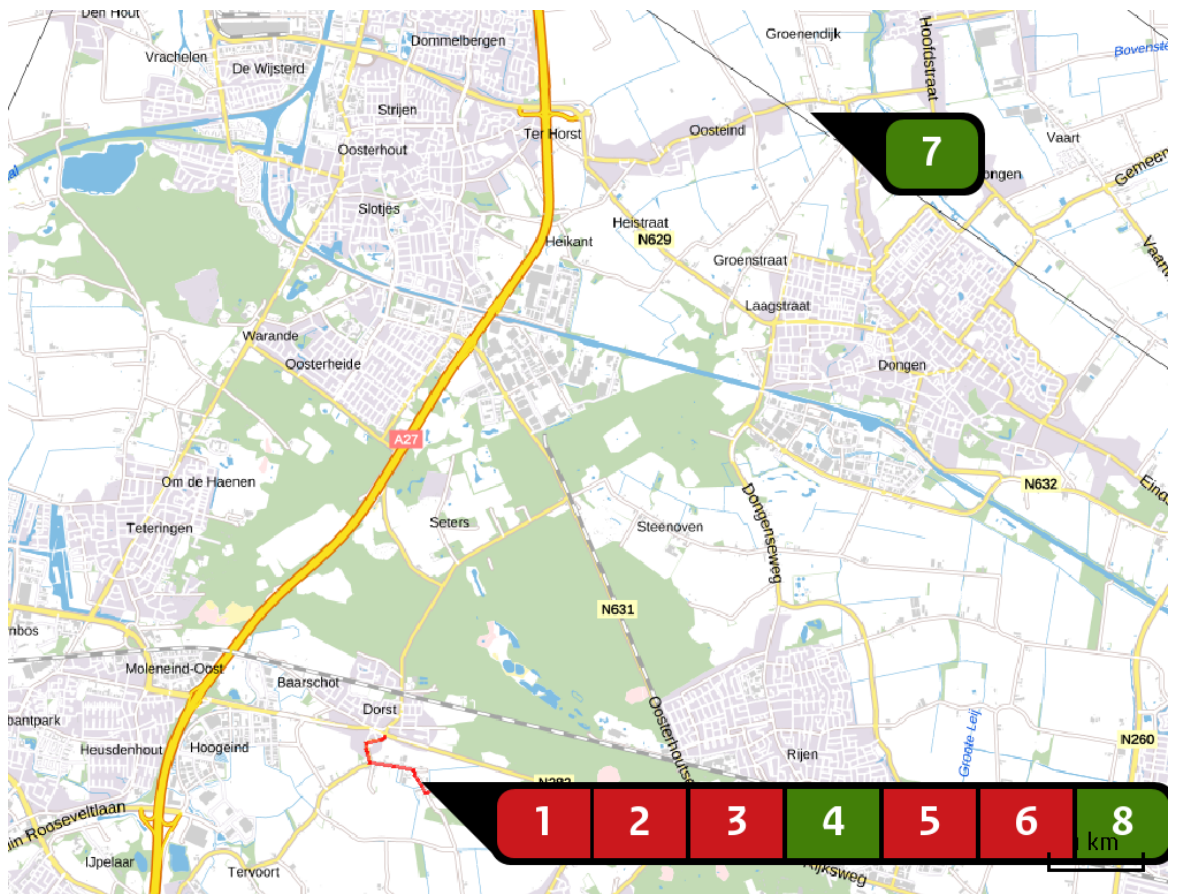 Den Hout
Vrachelen
De Wijsterd
Dommelbergen
Groenendijk
Hoofdstraat
Strijen
Ter Horst
Oosteind
Vaart
Oosterhout
7
Slotjes
Heikant
Heistraat
N629
Groenstraat
Laagstraat
Warande
Oosterheide
Dongen
A27
Om de Haenen
Teteringen
Seters
Steenoven
Dongenseweg
N632
N631
Moleneind-Oost
Baarschot
Dorst
Heusdenhout
Hoogeind
Rijen
Groote Leij
N260
N282
1 2 3 4 5 6 8
km
IJpelaar
Tervoort